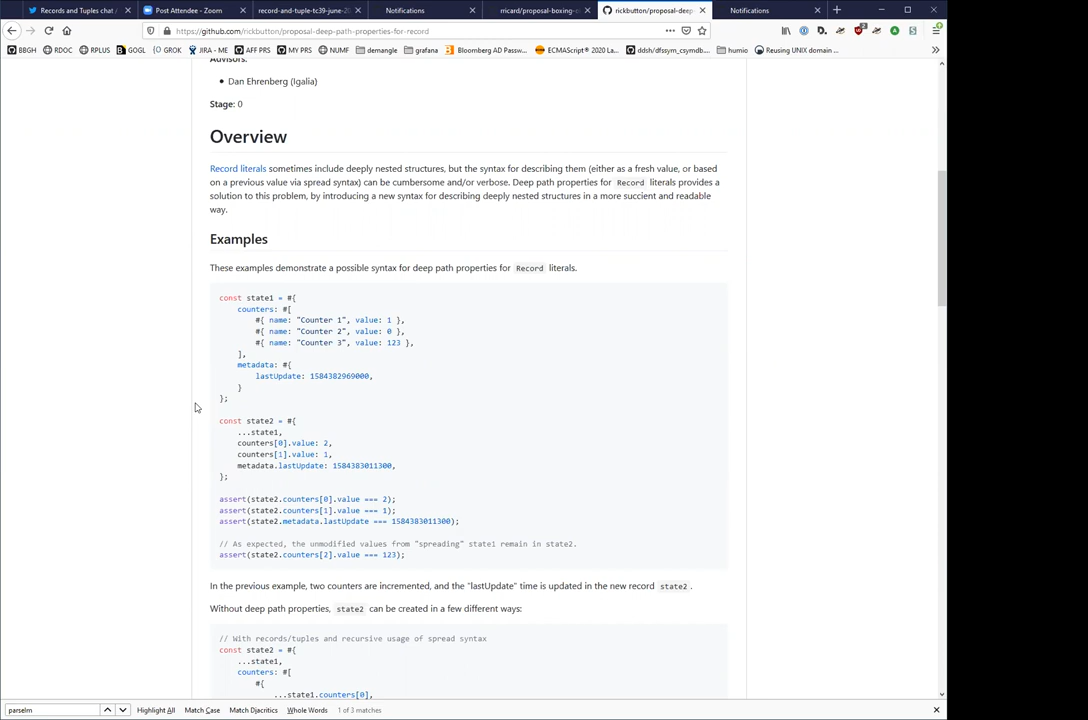 Records and Tuples chat /
Post Attendee - Zoom
record-and-tuple-tc39-june-20
Notifications
rricard/proposal-boxing-
rickbutton/proposal-deep-
Notifications
https://github.com/rickbutton/proposal-deep-path-properties-for-record
BBGH RDOC RPLUS GOGL GROK JIRA - ME AFF PRS MY PRS NUMF demangle grafana Bloomberg AD Passw... ECMAScript® 2020 La... ddsh/dfssym_csymdb... humio Reusing UNIX domain ...
Advisors:
• Dan Ehrenberg (Igalia)
Stage: 0
Overview
Record literals sometimes include deeply nested structures, but the syntax for describing them (either as a fresh value, or based
on a previous value via spread syntax) can be cumbersome and/or verbose. Deep path properties for Record literals provides a
solution to this problem, by introducing a new syntax for describing deeply nested structures in a more succient and readable
way.
Examples
These examples demonstrate a possible syntax for deep path properties for Record literals.
const state1 = #{
counters: #[
#{ name: "Counter 1", value: 1 },
#{ name: "Counter 2", value: 0 },
#{ name: "Counter 3", value: 123 },
],
metadata: #{
lastUpdate: 1584382969000,
}
};
const state2 = #{
...state1,
counters[0].value: 2,
counters[1].value: 1,
metadata.lastUpdate: 1584383011300,
};
assert(state2.counters[0].value === 2);
assert(state2.counters[1].value === 1);
assert(state2.metadata.lastUpdate === 1584383011300);
// As expected, the unmodified values from "spreading" state1 remain in state2.
assert(state2.counters[2].value === 123);
In the previous example, two counters are incremented, and the "lastUpdate" time is updated in the new record state2 .
Without deep path properties, state2 can be created in a few different ways:
// With records/tuples and recursive usage of spread syntax
const state2 = #{
...state1,
counters: #[
#{
...state1.counters[0],
parselm
Highlight All Match Case Match Diacritics Whole Words 1 of 3 matches